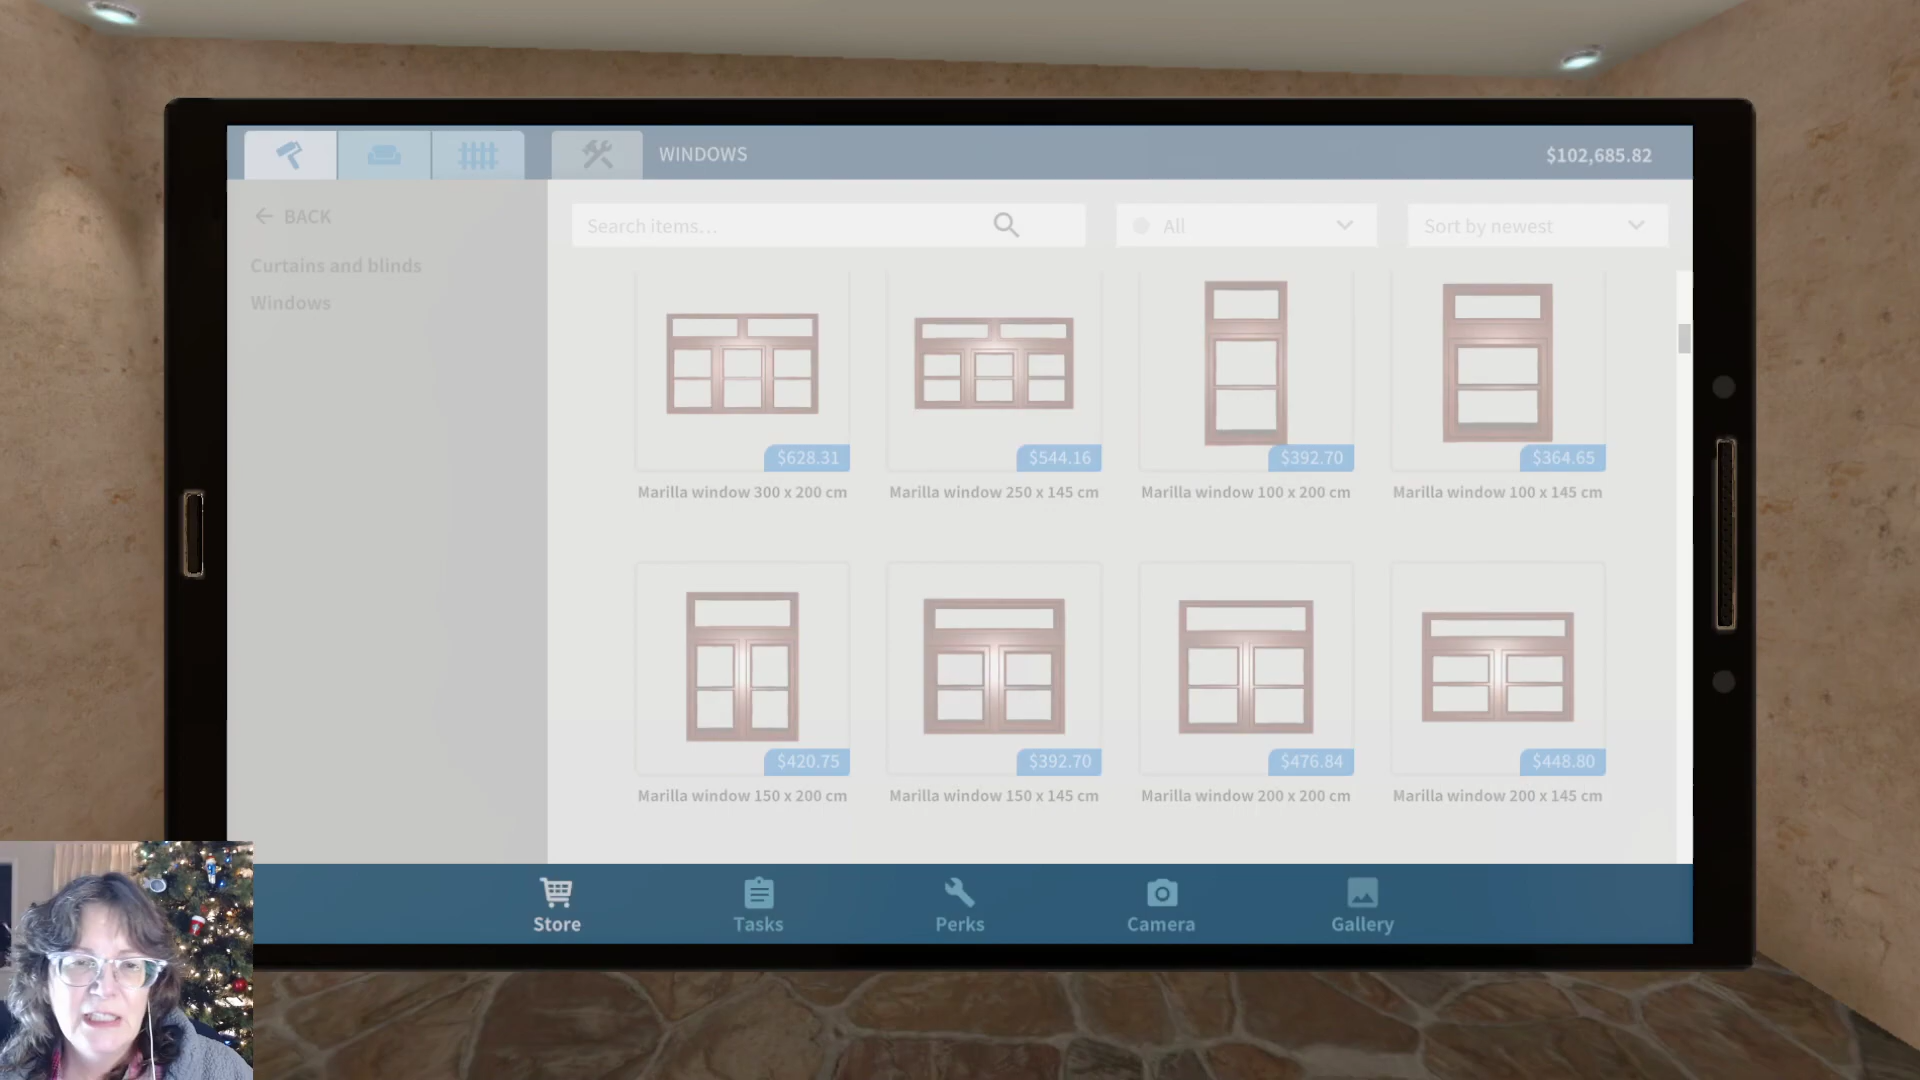 WINDOWS
$102,685.82
BACK
Search items...
All
Sort by newest
Curtains and blinds
Windows
$628.31
$544.16
$392.70
$364.65
Marilla window 300 x 200 cm
Marilla window 250 x 145 cm
Marilla window 100 x 200 cm
Marilla window 100 x 145 cm
$420.75
$392.70
$476.84
$448.80
Marilla window 150 x 200 cm
Marilla window 150 x 145 cm
Marilla window 200 x 200 cm
Marilla window 200 x 145 cm
Store
Tasks
Perks
Camera
Gallery